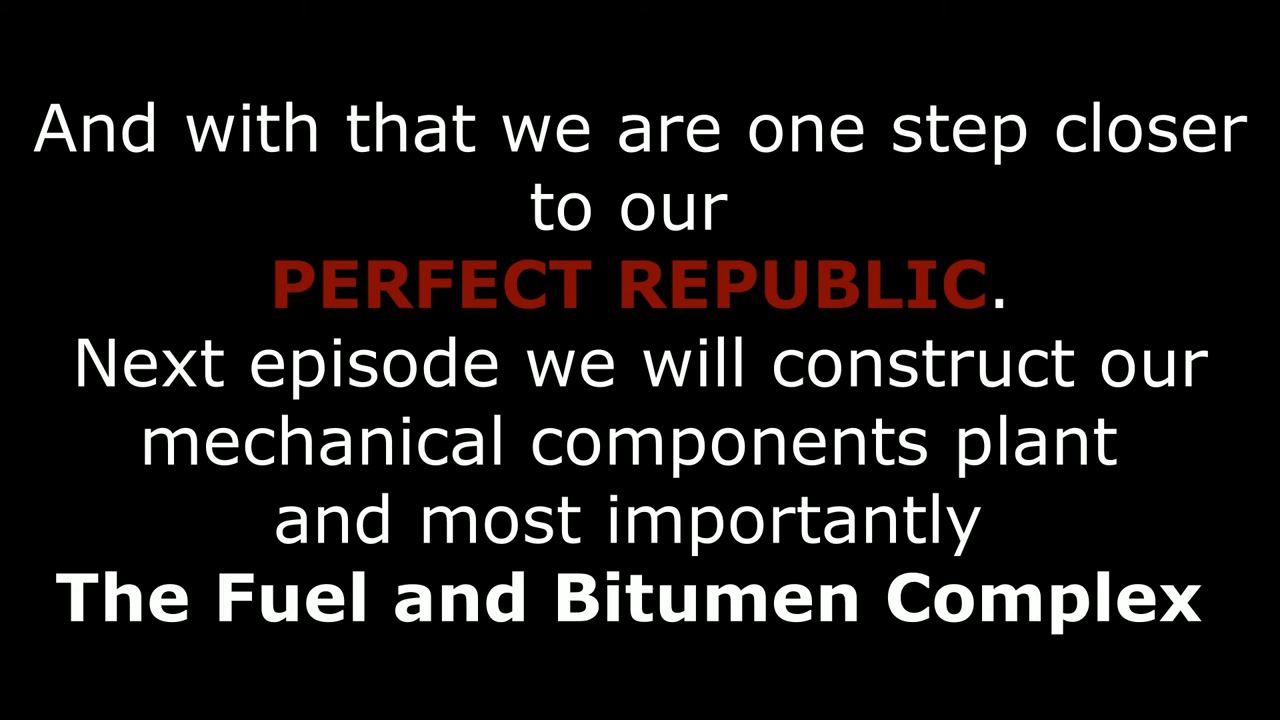 And with that we are one step closer
to our
PERFECT REPUBLIC.
Next episode we will construct our
mechanical components plant
and most importantly
The Fuel and Bitumen Complex